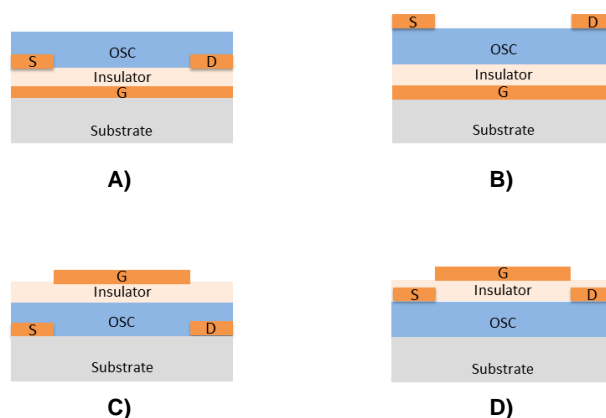 S OSC D
Insulator
G
Substrate
A)
S D
OSC
Insulator
G
Substrate
B)
G
Insulator
S OSC D
Substrate
C)
G
S Insulator D
OSC
Substrate
D)